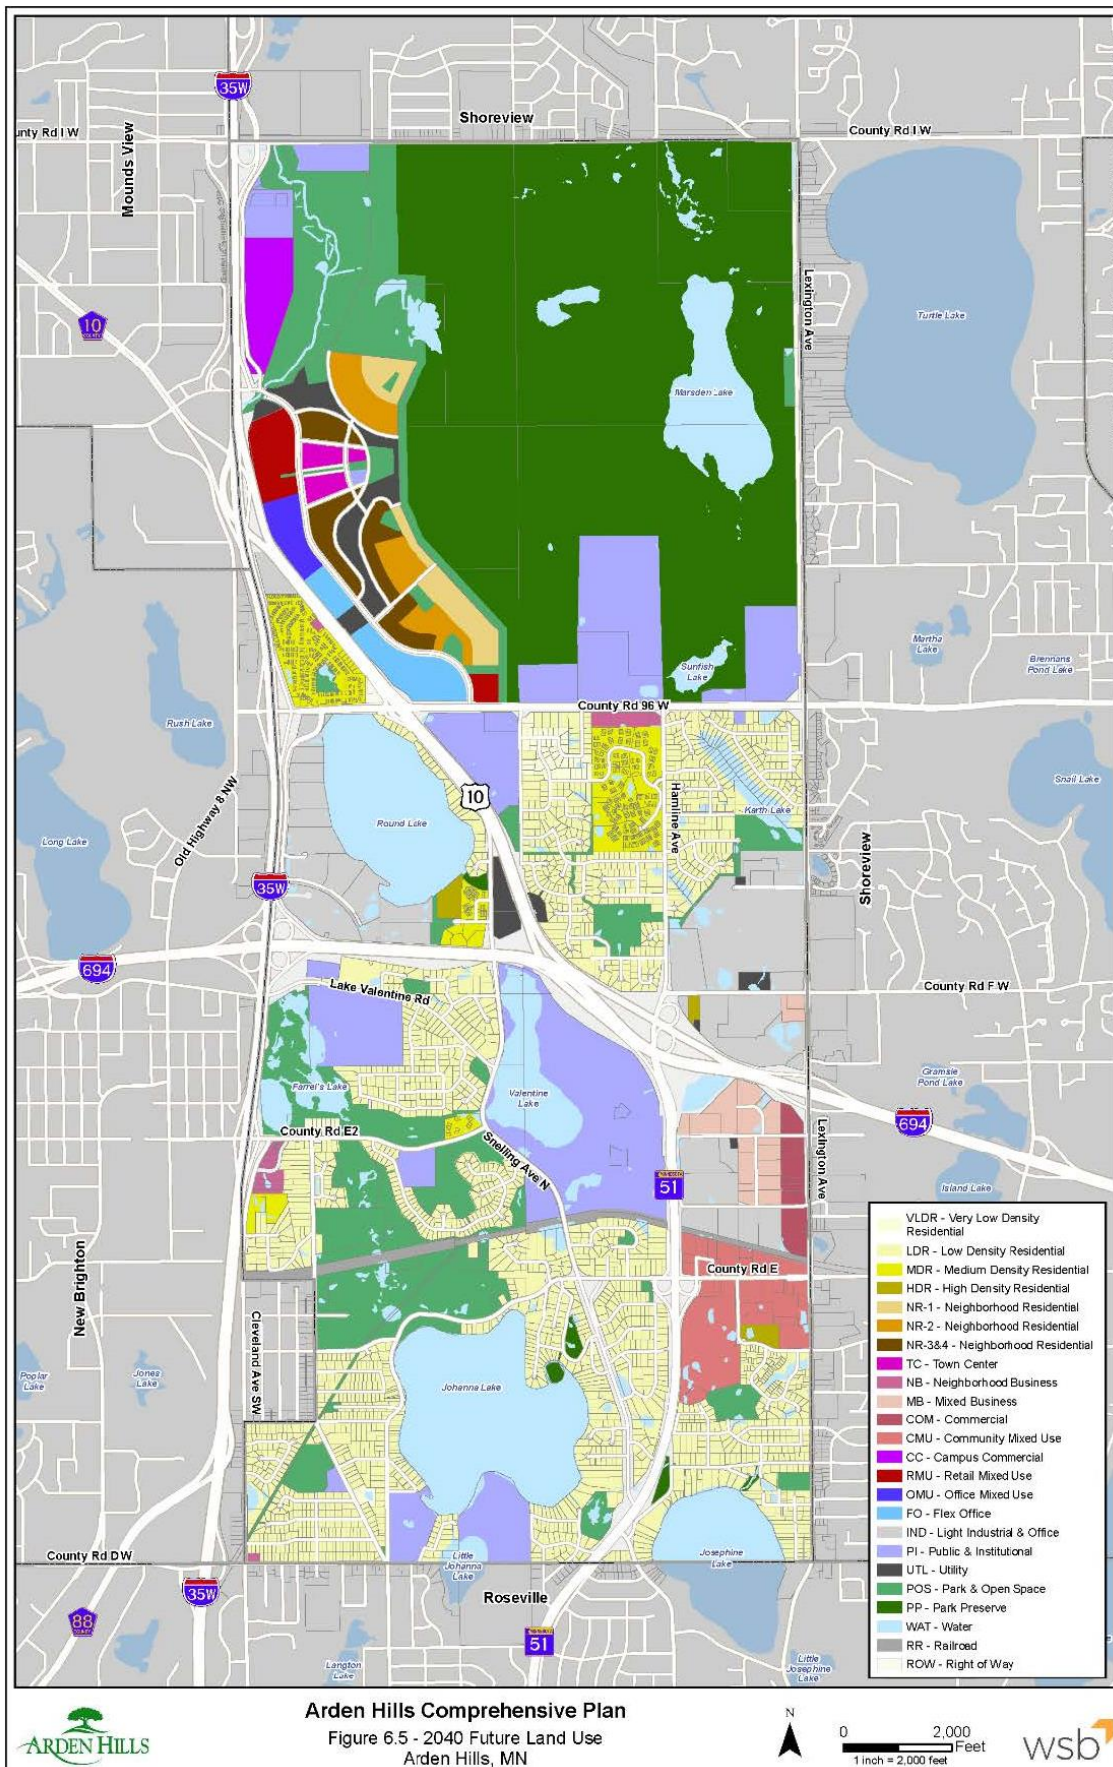 35W
Shoreview
unty Rd I W
County Rd I W
Mounds View
Lexington Ave
10
Turtle Lake
Marsden Lake
Martha
Lake
Brennans
Pond Lake
Sunfish
Lake
County Rd 96 W
Rush Lake
Snail Lake
10
Hamline Ave
Karth Lake
Old Highway 8 NW
Round Lake
Long Lake
Shoreview
35W
694
Lake Valentine Rd
County Rd F W
Farrel's Lake
Valentine
Lake
Gramsie
Pond Lake
694
County Rd E2
Snelling Ave N
Lexington Ave
51
Island Lake
New Brighton
County Rd E
Cleveland Ave SW
Poplar
Lake
Jones
Lake
Johanna Lake
VLDR - Very Low Density
Residential
LDR - Low Density Residential
MDR - Medium Density Residential
HDR - High Density Residential
NR-1 - Neighborhood Residential
NR-2 - Neighborhood Residential
NR-3&4 - Neighborhood Residential
TC - Town Center
NB - Neighborhood Business
MB - Mixed Business
COM - Commercial
CMU - Community Mixed Use
CC - Campus Commercial
RMU - Retail Mixed Use
OMU - Office Mixed Use
FO - Flex Office
IND - Light Industrial & Office
PI - Public & Institutional
UTL - Utility
POS - Park & Open Space
PP - Park Preserve
WAT - Water
RR - Railroad
ROW - Right of Way
County Rd D W
Little
Johanna
Lake
Josephine
Lake
35W
Roseville
88
51
Langton
Lake
Little
Josephine Lake
ARDEN HILLS
Arden Hills Comprehensive Plan
Figure 6.5 - 2040 Future Land Use
Arden Hills, MN
N
0 2,000
Feet
1 inch = 2,000 feet
wsb